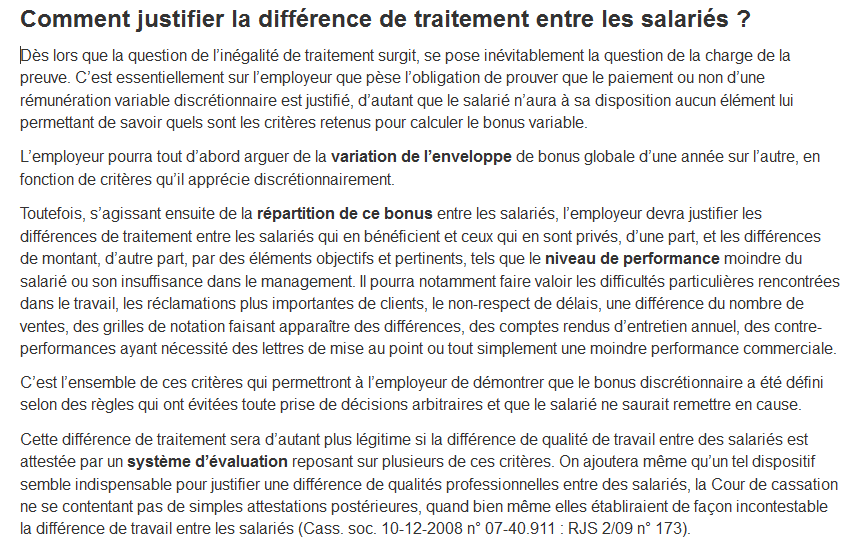 Comment justifier la différence de traitement entre les salariés ?
Dès lors que la question de l’inégalité de traitement surgit, se pose inévitablement la question de la charge de la
preuve. C’est essentiellement sur l’employeur que pèse l’obligation de prouver que le paiement ou non d’une
rémunération variable discrétionnaire est justifié, d’autant que le salarié n’aura à sa disposition aucun élément lui
permettant de savoir quels sont les critères retenus pour calculer le bonus variable.
L’employeur pourra tout d’abord arguer de la variation de l’enveloppe de bonus globale d’une année sur l’autre, en
fonction de critères qu’il apprécie discrétionnairement.
Toutefois, s’agissant ensuite de la répartition de ce bonus entre les salariés, l’employeur devra justifier les
différences de traitement entre les salariés qui en bénéficient et ceux qui en sont privés, d’une part, et les différences
de montant, d’autre part, par des éléments objectifs et pertinents, tels que le niveau de performance moindre du
salarié ou son insuffisance dans le management. Il pourra notamment faire valoir les difficultés particulières rencontrées
dans le travail, les réclamations plus importantes de clients, le non-respect de délais, une différence du nombre de
ventes, des grilles de notation faisant apparaître des différences, des comptes rendus d’entretien annuel, des contre-
performances ayant nécessité des lettres de mise au point ou tout simplement une moindre performance commerciale.
C’est l’ensemble de ces critères qui permettront à l’employeur de démontrer que le bonus discrétionnaire a été défini
selon des règles qui ont évitées toute prise de décisions arbitraires et que le salarié ne saurait remettre en cause.
Cette différence de traitement sera d’autant plus légitime si la différence de qualité de travail entre des salariés est
attestée par un système d’évaluation reposant sur plusieurs de ces critères. On ajoutera même qu’un tel dispositif
semble indispensable pour justifier une différence de qualités professionnelles entre des salariés, la Cour de cassation
ne se contentant pas de simples attestations postérieures, quand bien même elles établiraient de façon incontestable
la différence de travail entre les salariés (Cass. soc. 10-12-2008 n° 07-40.911 : RJS 2/09 n° 173).